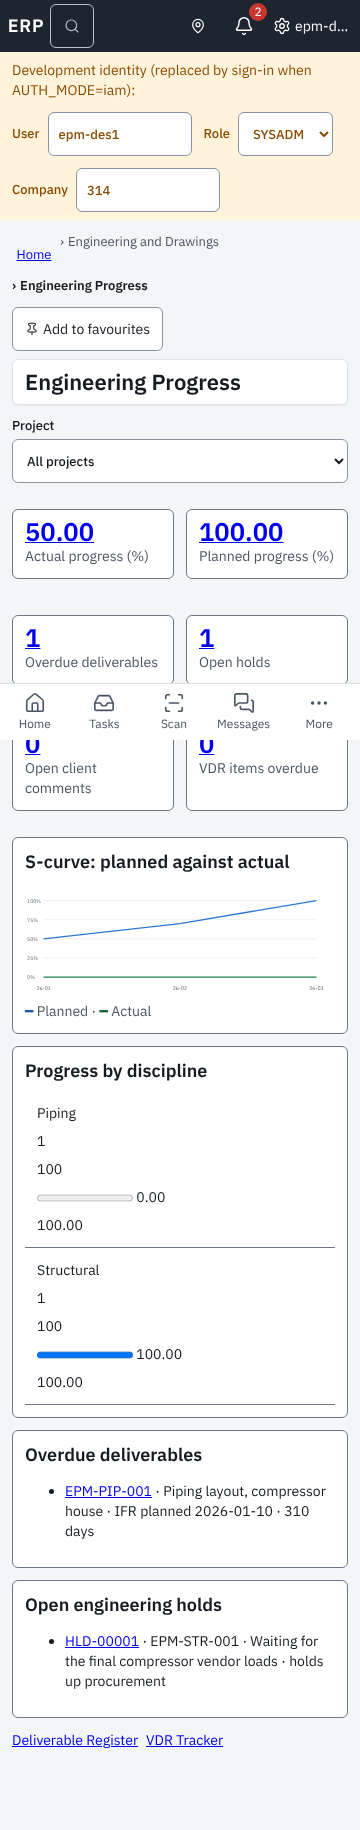 ERP
2
epm-d...
Development identity (replaced by sign-in when
AUTH_MODE=iam):
User epm-des1 Role SYSADM
Company 314
Home › Engineering and Drawings
› Engineering Progress
Add to favourites
Engineering Progress
Project
All projects
50.00 100.00
Actual progress (%) Planned progress (%)
1 1
Overdue deliverables Open holds
Home Tasks Scan Messages More
0 0
Open client VDR items overdue
comments
S-curve: planned against actual
100%
75%
50%
25%
0%
26-01 26-02 26-03
Planned · Actual
Progress by discipline
Piping
1
100
0.00
100.00
Structural
1
100
100.00
100.00
Overdue deliverables
• EPM-PIP-001 · Piping layout, compressor
house · IFR planned 2026-01-10 · 310
days
Open engineering holds
• HLD-00001 · EPM-STR-001 · Waiting for
the final compressor vendor loads · holds
up procurement
Deliverable Register VDR Tracker